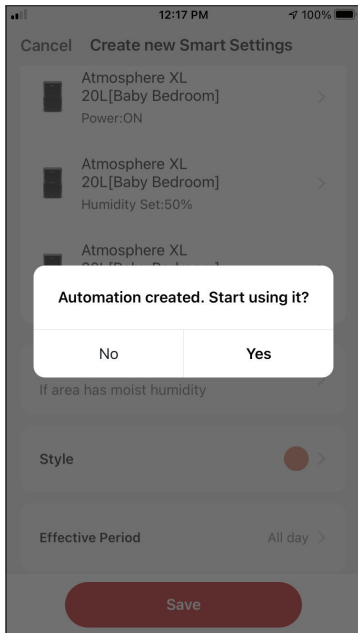 12:17 PM
100%
Cancel Create new Smart Settings
Atmosphere XL
20L[Baby Bedroom]
Power:ON
Atmosphere XL
20L[Baby Bedroom]
Humidity Set:50%
Atmosphere XL
Automation created. Start using it?
No Yes
If area has moist humidity
Style
Effective Period All day
Save